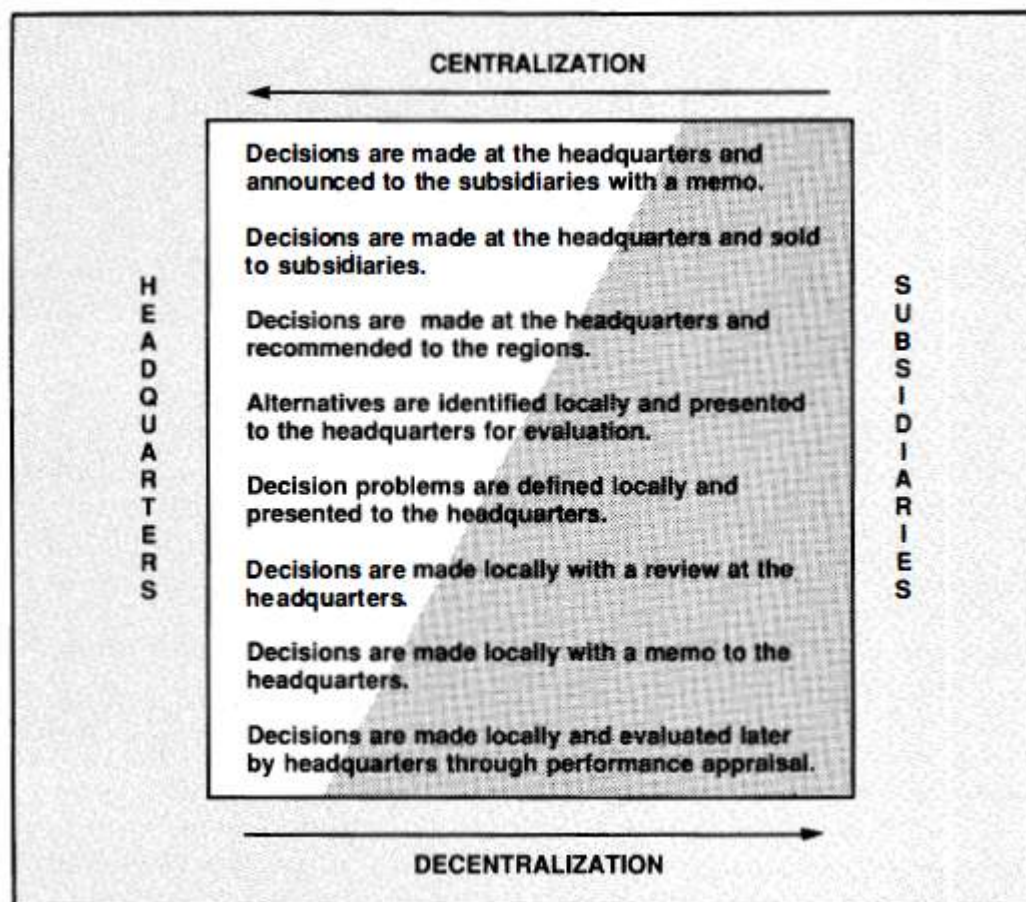 CENTRALIZATION
Decisions are made at the headquarters and
announced to the subsidiaries with a memo.
Decisions are made at the headquarters and sold
to subsidiaries.
Decisions are made at the headquarters and
recommended to the regions.
Alternatives are identified locally and presented
to the headquarters for evaluation.
Decision problems are defined locally and
presented to the headquarters.
Decisions are made locally with a review at the
headquarters.
Decisions are made locally with a memo to the
headquarters.
Decisions are made locally and evaluated later
by headquarters through performance appraisal.
HEADQUARTERS
SUBSIDIARIES
DECENTRALIZATION